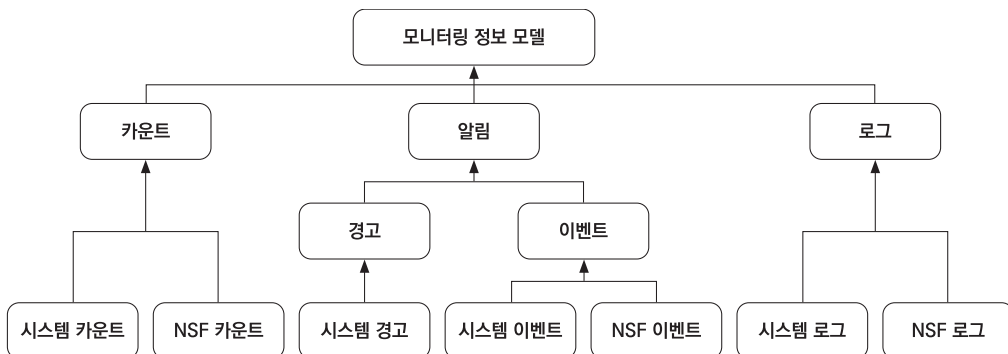 모니터링 정보 모델
카운트
알림
로그
경고
이벤트
시스템 카운트
NSF 카운트
시스템 경고
시스템 이벤트
NSF 이벤트
시스템 로그
NSF 로그